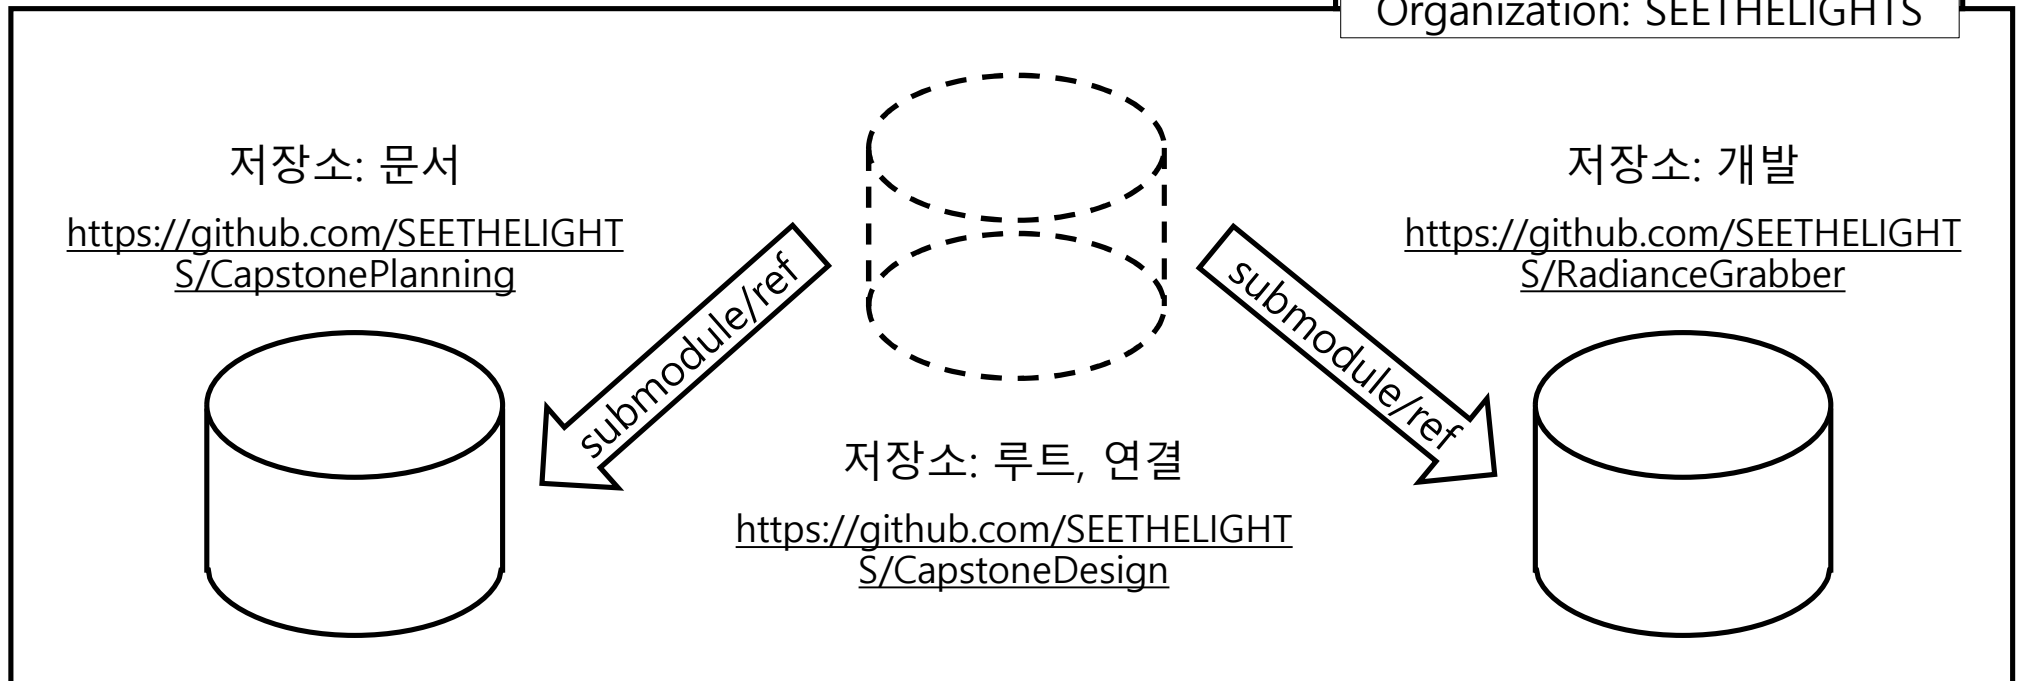 Organization: SEETHELIGHTS
저장소: 문서
https://github.com/SEETHELIGHT
S/CapstonePlanning
submodule/ref
저장소: 루트, 연결
https://github.com/SEETHELIGHT
S/CapstoneDesign
submodule/ref
저장소: 개발
https://github.com/SEETHELIGHT
S/RadianceGrabber